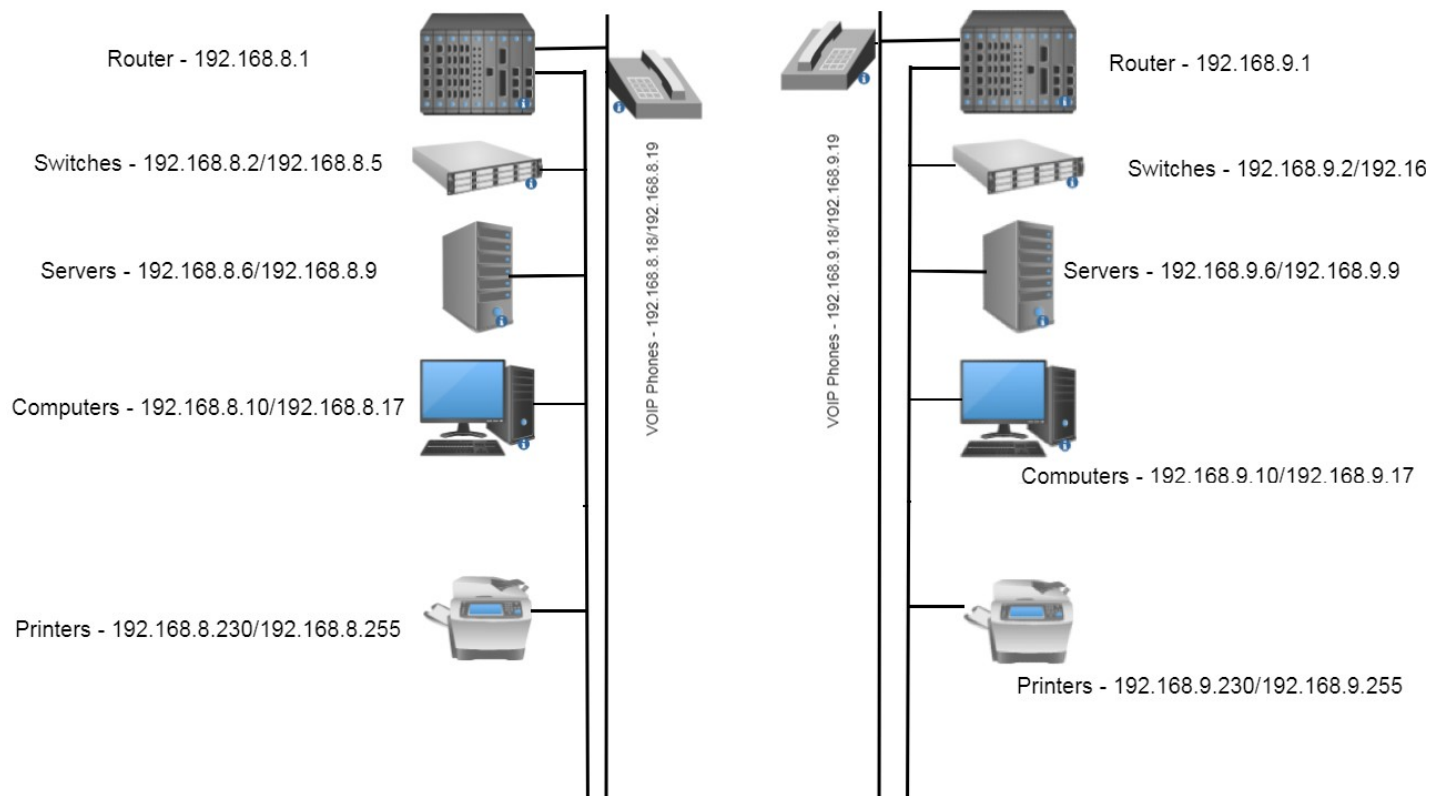 Router - 192.168.8.1
Switches - 192.168.8.2/192.168.8.5
Servers - 192.168.8.6/192.168.8.9
Computers - 192.168.8.10/192.168.8.17
Printers - 192.168.8.230/192.168.8.255
VOIP Phones - 192.168.8.18/192.168.8.19
VOIP Phones - 192.168.9.18/192.168.9.19
Router - 192.168.9.1
Switches - 192.168.9.2/192.16
Servers - 192.168.9.6/192.168.9.9
Computers - 192.168.9.10/192.168.9.17
Printers - 192.168.9.230/192.168.9.255